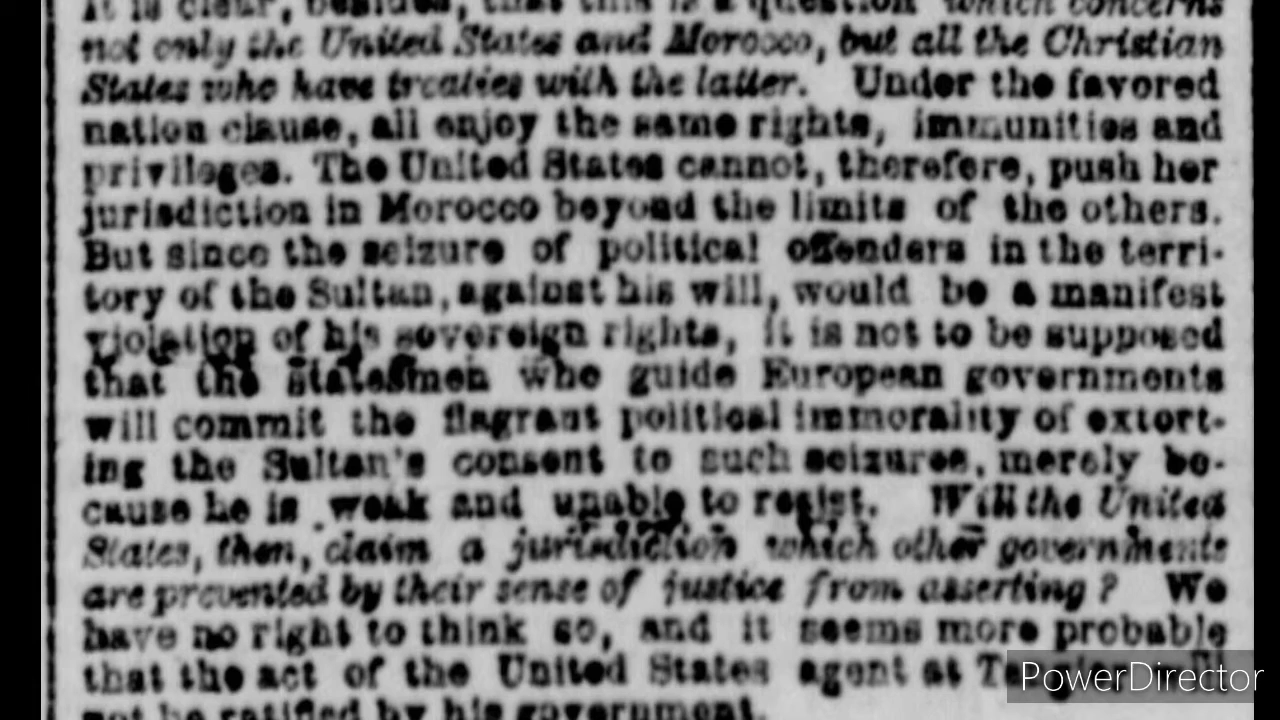 It is clear, besides, that this is a question which concerns
not only the United States and Morocco, but all the Christian
States who have treaties with the latter. Under the favored
nation clause, all enjoy the same rights, immunities and
privileges. The United States cannot, therefore, push her
jurisdiction in Morocco beyond the limits of the others.
But since the seizure of political offenders in the terri-
tory of the Sultan, against his will, would be a manifest
violation of his sovereign rights, it is not to be supposed
that the statesmen who guide European governments
will commit the flagrant political immorality of extort-
ing the Sultan's consent to such seizures, merely be-
cause he is weak and unable to resist. Will the United
States, then, claim a jurisdiction which other governments
are prevented by their sense of justice from asserting? We
have no right to think so, and it seems more probable
that the act of the United States agent at
not be ratified by his government.
PowerDirector